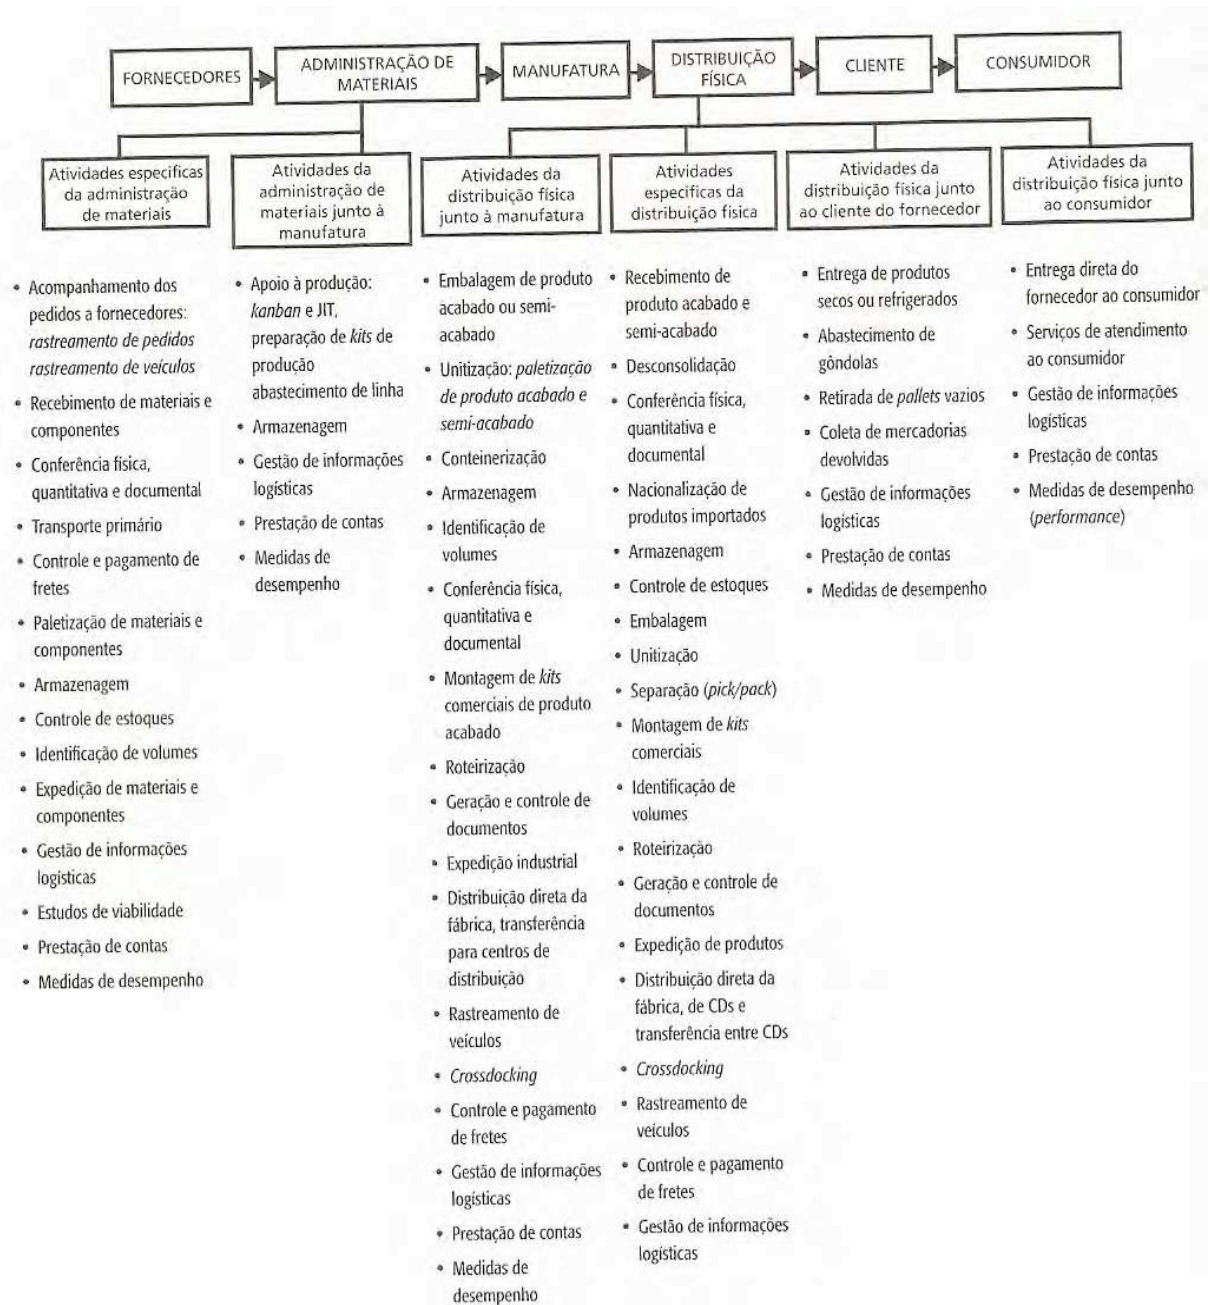 FORNECEDORES
ADMINISTRAÇÃO DE
MATERIAIS
MANUFATURA
DISTRIBUIÇÃO
FÍSICA
CLIENTE
CONSUMIDOR
Atividades especificas
da administração
de materiais
Atividades da
administração de
materiais junto à
manufatura
Atividades da
distribuição física
junto à manufatura
Atividades
específicas da
distribuição física
Atividades da
distribuição física junto
ao cliente do fornecedor
Atividades da
distribuição física junto
ao consumidor
• Acompanhamento dos
pedidos a fornecedores:
rastreamento de pedidos
rastreamento de veículos
• Recebimento de materiais e
componentes
• Conferência física,
quantitativa e documental
• Transporte primário
• Controle e pagamento de
fretes
• Paletização de materiais e
componentes
• Armazenagem
• Controle de estoques
• Identificação de volumes
• Expedição de materiais e
componentes
• Gestão de informações
logísticas
• Estudos de viabilidade
• Prestação de contas
• Medidas de desempenho
• Apoio à produção:
kanban e JIT,
preparação de kits de
produção
abastecimento de linha
• Armazenagem
• Gestão de informações
logísticas
• Prestação de contas
• Medidas de
desempenho
• Embalagem de produto
acabado ou semi-
acabado
• Unitização: paletização
de produto acabado e
semi-acabado
• Conteinerização
• Armazenagem
• Identificação de
volumes
• Conferência física,
quantitativa e
documental
• Montagem de kits
comerciais de produto
acabado
• Roteirização
• Geração e controle de
documentos
• Expedição industrial
• Distribuição direta da
fábrica, transferência
para centros de
distribuição
• Rastreamento de
veículos
• Crossdocking
• Controle e pagamento
de fretes
• Gestão de informações
logísticas
• Prestação de contas
• Medidas de
desempenho
• Recebimento de
produto acabado e
semi-acabado
• Desconsolidação
• Conferência física,
quantitativa e
documental
• Nacionalização de
produtos importados
• Armazenagem
• Controle de estoques
• Embalagem
• Unitização
• Separação (pick/pack)
• Montagem de kits
comerciais
• Identificação de
volumes
• Roteirização
• Geração e controle de
documentos
• Expedição de produtos
• Distribuição direta da
fábrica, de CDs e
transferência entre CDs
• Crossdocking
• Rastreamento de
veículos
• Controle e pagamento
de fretes
• Gestão de informações
logísticas
• Entrega de produtos
secos ou refrigerados
• Abastecimento de
gôndolas
• Retirada de pallets vazios
• Coleta de mercadorias
devolvidas
• Gestão de informações
logísticas
• Prestação de contas
• Medidas de desempenho
• Entrega direta do
fornecedor ao consumidor
• Serviços de atendimento
ao consumidor
• Gestão de informações
logísticas
• Prestação de contas
• Medidas de desempenho
(performance)